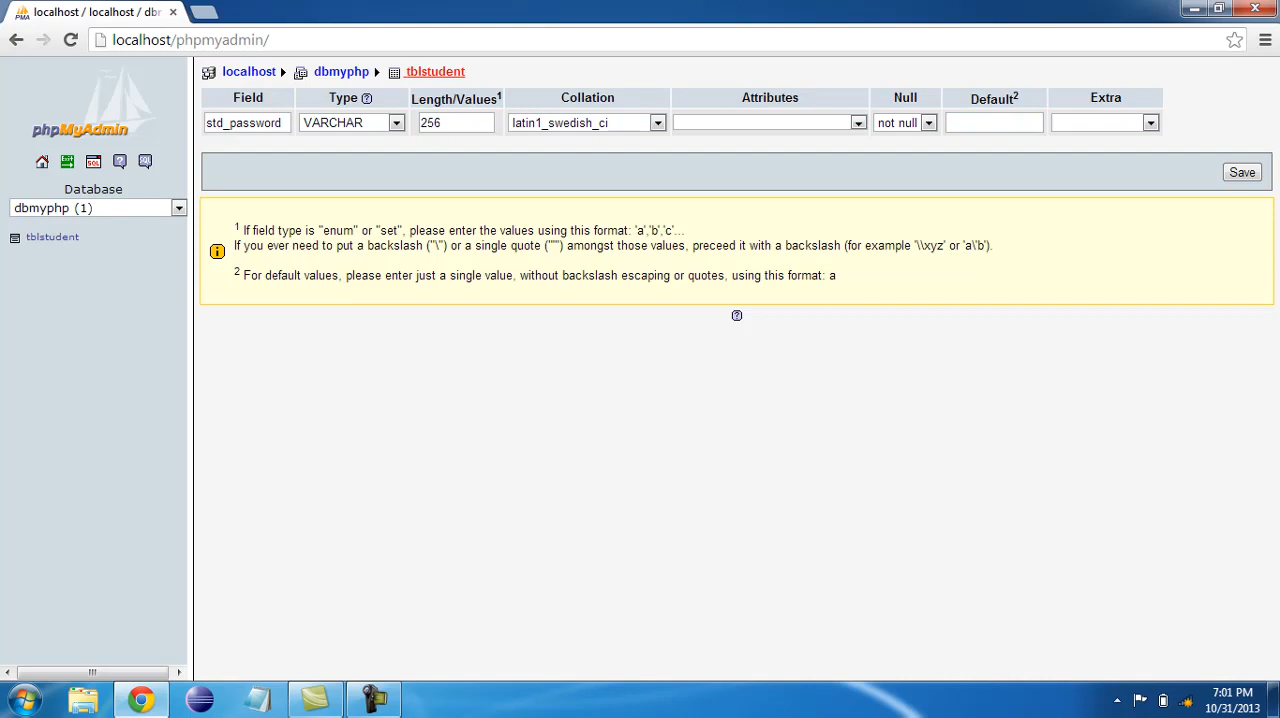 localhost / localhost / dbr
localhost/phpmyadmin/
phpMyAdmin
Database
dbmyphp (1)
tblstudent
localhost
dbmyphp
tblstudent
Field Type Length/Values1 Collation Attributes Null Default2 Extra
std_password VARCHAR 256 latin1_swedish_ci not null
Save
1 If field type is "enum" or "set", please enter the values using this format: 'a','b','c'...
If you ever need to put a backslash ("\") or a single quote ("'") amongst those values, preceed it with a backslash (for example '\\xyz' or 'a\'b').
2 For default values, please enter just a single value, without backslash escaping or quotes, using this format: a
7:01 PM
10/31/2013